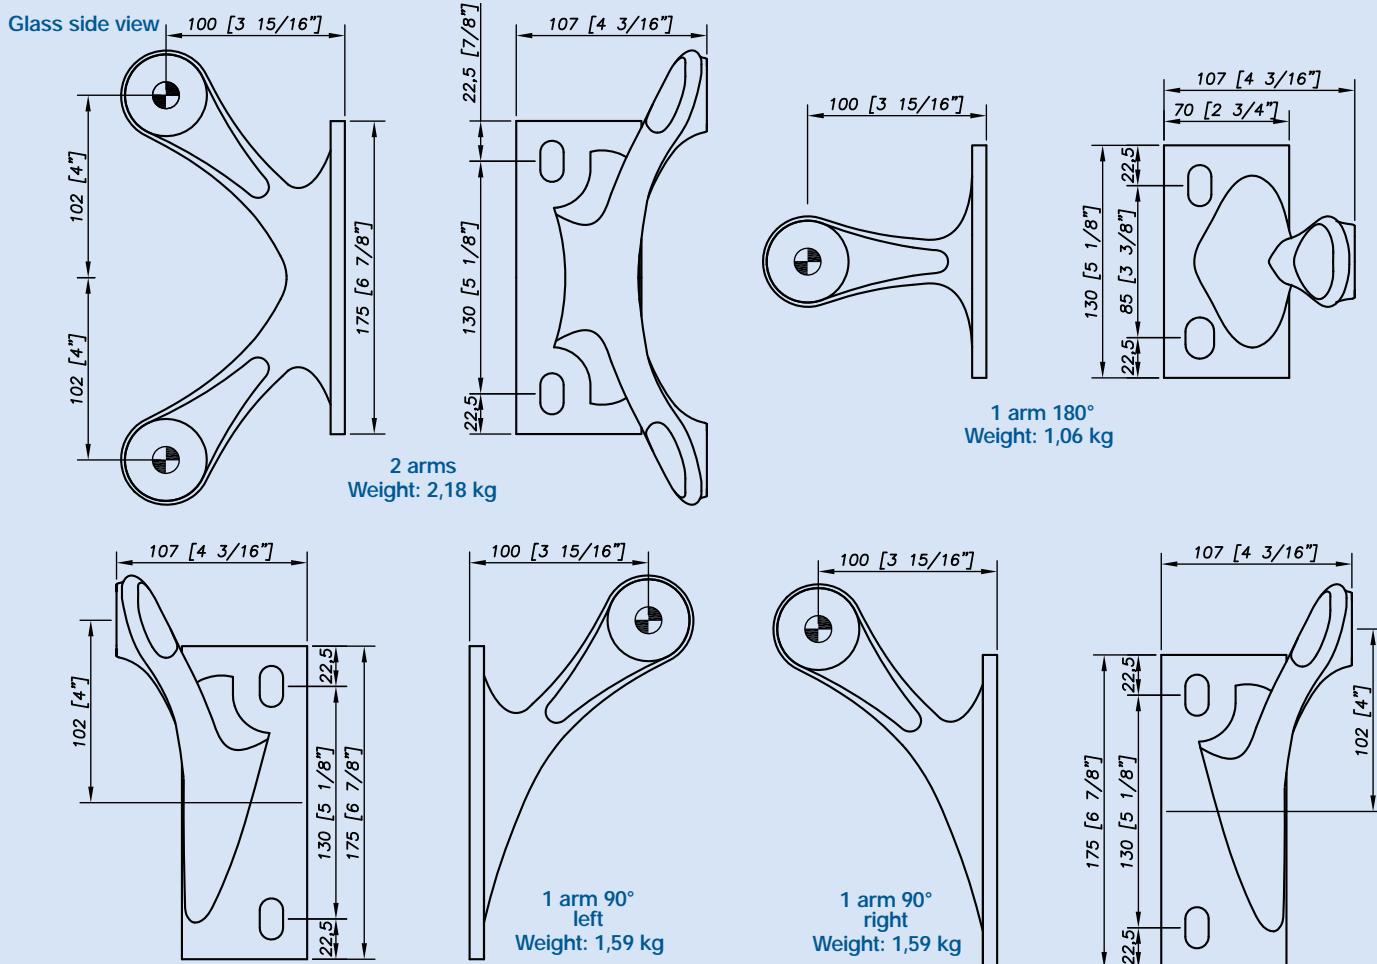 Glass side view
100 [3 15/16"]
102 [4"]
102 [4"]
175 [6 7/8"]
107 [4 3/16"]
22,5 [7/8"]
130 [5 1/8"]
22,5
2 arms
Weight: 2,18 kg
100 [3 15/16"]
107 [4 3/16"]
70 [2 3/4"]
22,5
130 [5 1/8"]
85 [3 3/8"]
22,5
1 arm 180°
Weight: 1,06 kg
107 [4 3/16"]
102 [4"]
22,5
130 [5 1/8"]
175 [6 7/8"]
22,5
100 [3 15/16"]
1 arm 90°
left
Weight: 1,59 kg
100 [3 15/16"]
1 arm 90°
right
Weight: 1,59 kg
107 [4 3/16"]
22,5
175 [6 7/8"]
130 [5 1/8"]
22,5
102 [4"]